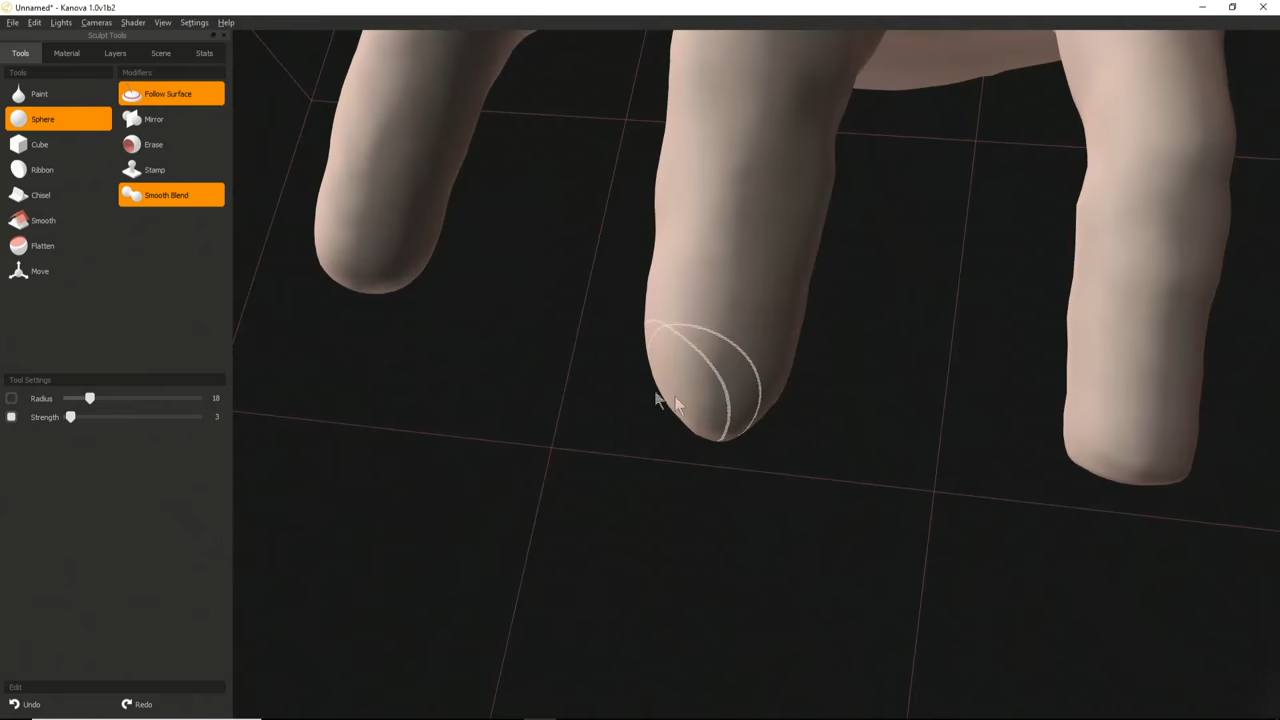 Unnamed* - Kanova 1.0v1b2
File Edit Lights Cameras Shader View Settings Help
Sculpt Tools
Tools Material Layers Scene Stats
Tools Modifiers
Paint Follow Surface
Sphere Mirror
Cube Erase
Ribbon Stamp
Chisel Smooth Blend
Smooth
Flatten
Move
Tool Settings
Radius 18
Strength 3
Edit
Undo Redo